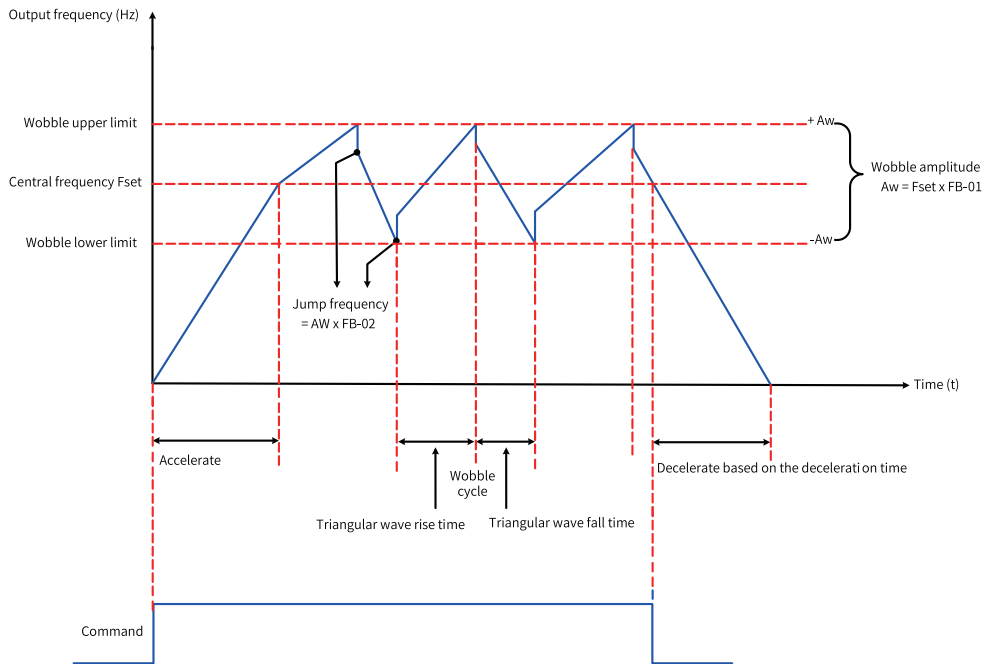 Output frequency (Hz)
Wobble upper limit
+ Aw
Wobble amplitude
Central frequency Fset
Aw = Fset x FB-01
Wobble lower limit
-Aw
Jump frequency
= AW x FB-02
Time (t)
Accelerate
Wobble
cycle
Decelerate based on the deceleration time
Triangular wave rise time
Triangular wave fall time
Command